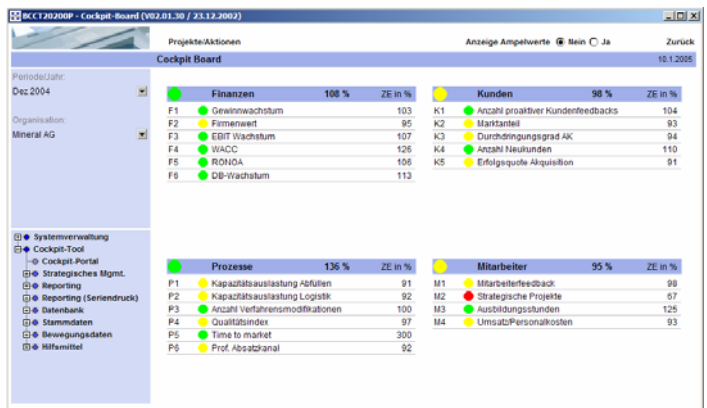 BCCT20200P - Cockpit-Board (V02.01.30 / 23.12.2002)
Projekte/Aktionen Anzeige Ampelwerte Nein Ja Zurück
Cockpit Board 10.1.2005
Periode/Jahr:
Dez 2004
Organisation:
Mineral AG
Finanzen 108 % ZE in %
F1 Gewinnwachstum 103
F2 Firmenwert 95
F3 EBIT Wachstum 107
F4 WACC 126
F5 RONOA 106
F6 DB-Wachstum 113
Kunden 98 % ZE in %
K1 Anzahl proaktiver Kundenfeedbacks 104
K2 Marktanteil 93
K3 Durchdringungsgrad AK 94
K4 Anzahl Neukunden 110
K5 Erfolgsquote Akquisition 91
Systemverwaltung
Cockpit-Tool
Cockpit-Portal
Strategisches Mgmt.
Reporting
Reporting (Seriendruck)
Datenbank
Stammdaten
Bewegungsdaten
Hilfsmittel
Prozesse 136 % ZE in %
P1 Kapazitätsauslastung Abfüllen 91
P2 Kapazitätsauslastung Logistik 92
P3 Anzahl Verfahrensmodifikationen 100
P4 Qualitätsindex 97
P5 Time to market 300
P6 Prof. Absatzkanal 92
Mitarbeiter 95 % ZE in %
M1 Mitarbeiterfeedback 98
M2 Strategische Projekte 67
M3 Ausbildungsstunden 125
M4 Umsatz/Personalkosten 93